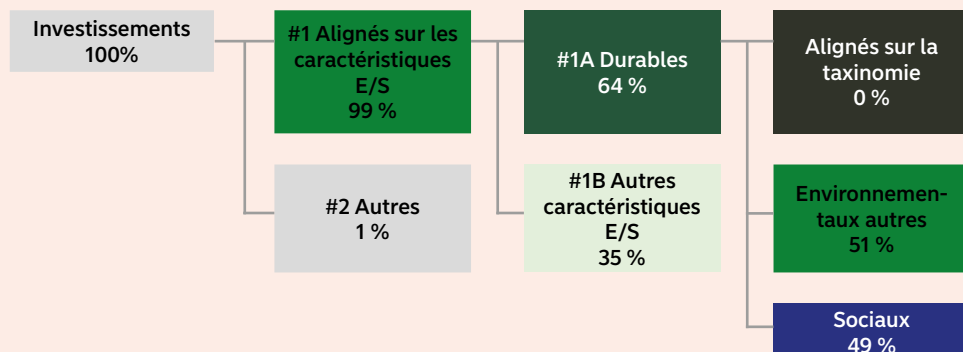 Investissements
100%
#1 Alignés sur les
caractéristiques
E/S
99 %
#1A Durables
64 %
Alignés sur la
taxinomie
0 %
#2 Autres
1 %
#1B Autres
caractéristiques
E/S
35 %
Environnemen-
taux autres
51 %
Sociaux
49 %